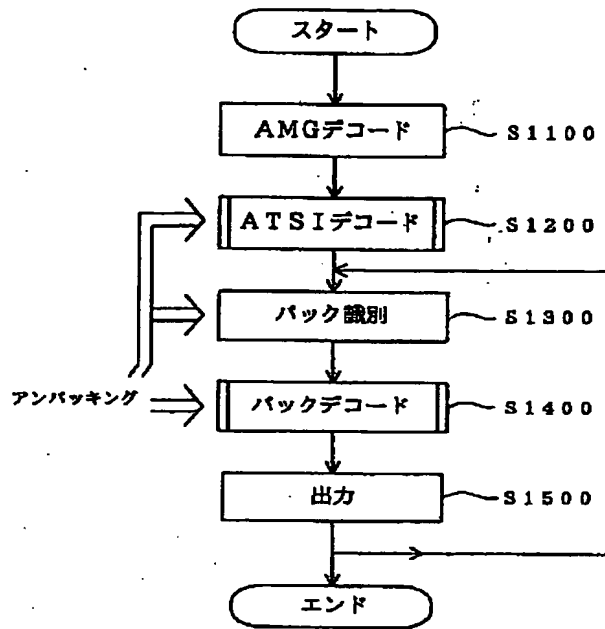 スタート
AMGデコード
S1100
ATSIデコード
S1200
パック識別
S1300
アンパッキング
パックデコード
S1400
出力
S1500
エンド